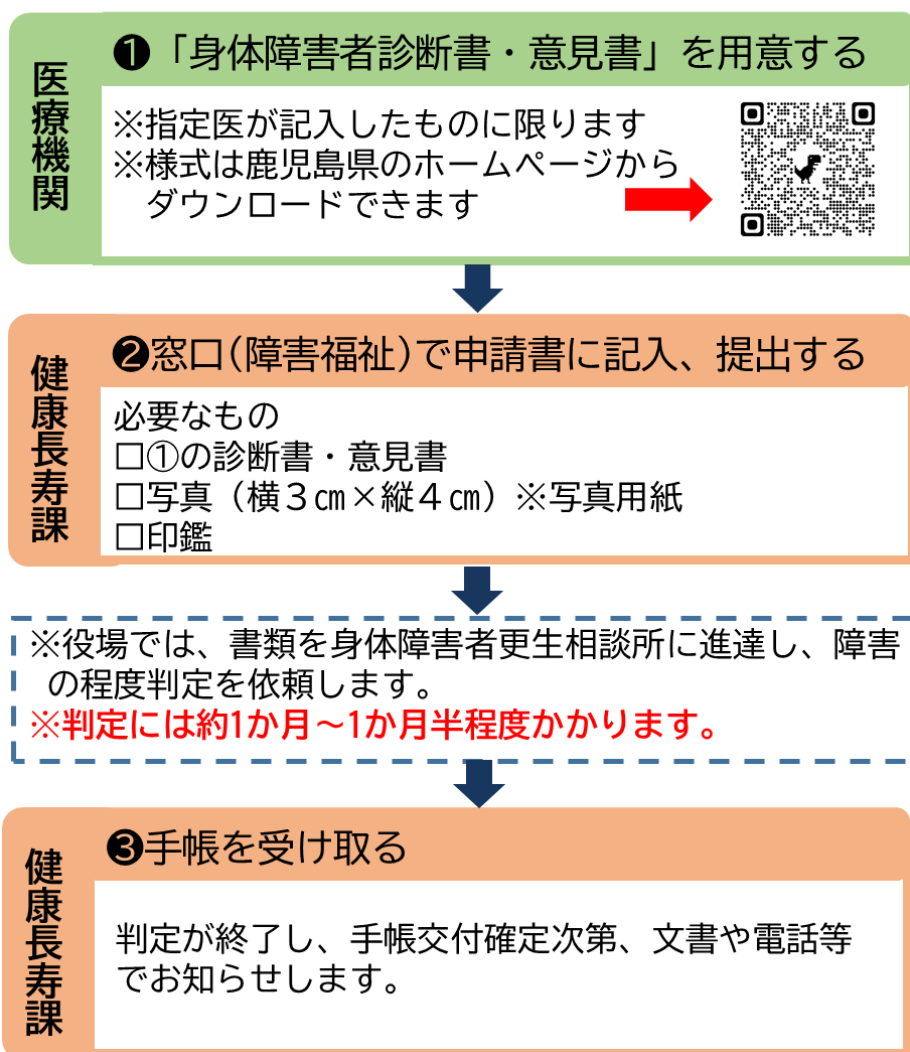 医療機関
❶「身体障害者診断書・意見書」を用意する
※指定医が記入したものに限ります
※様式は鹿児島県のホームページから
ダウンロードできます
健康長寿課
❷窓口(障害福祉)で申請書に記入、提出する
必要なもの
□①の診断書・意見書
□写真（横３㎝×縦４㎝）※写真用紙
□印鑑
※役場では、書類を身体障害者更生相談所に進達し、障害
の程度判定を依頼します。
※判定には約1か月～1か月半程度かかります。
健康長寿課
❸手帳を受け取る
判定が終了し、手帳交付確定次第、文書や電話等
でお知らせします。